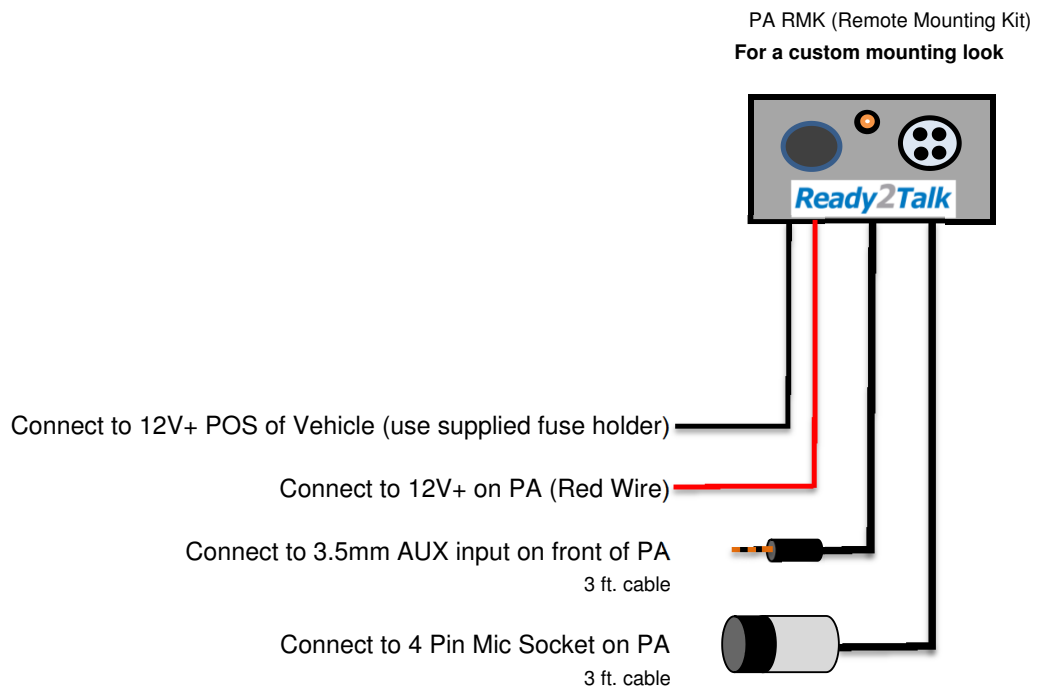 PA RMK (Remote Mounting Kit)
For a custom mounting look
Ready2Talk
Connect to 12V+ POS of Vehicle (use supplied fuse holder)
Connect to 12V+ on PA (Red Wire)
Connect to 3.5mm AUX input on front of PA
3 ft. cable
Connect to 4 Pin Mic Socket on PA
3 ft. cable